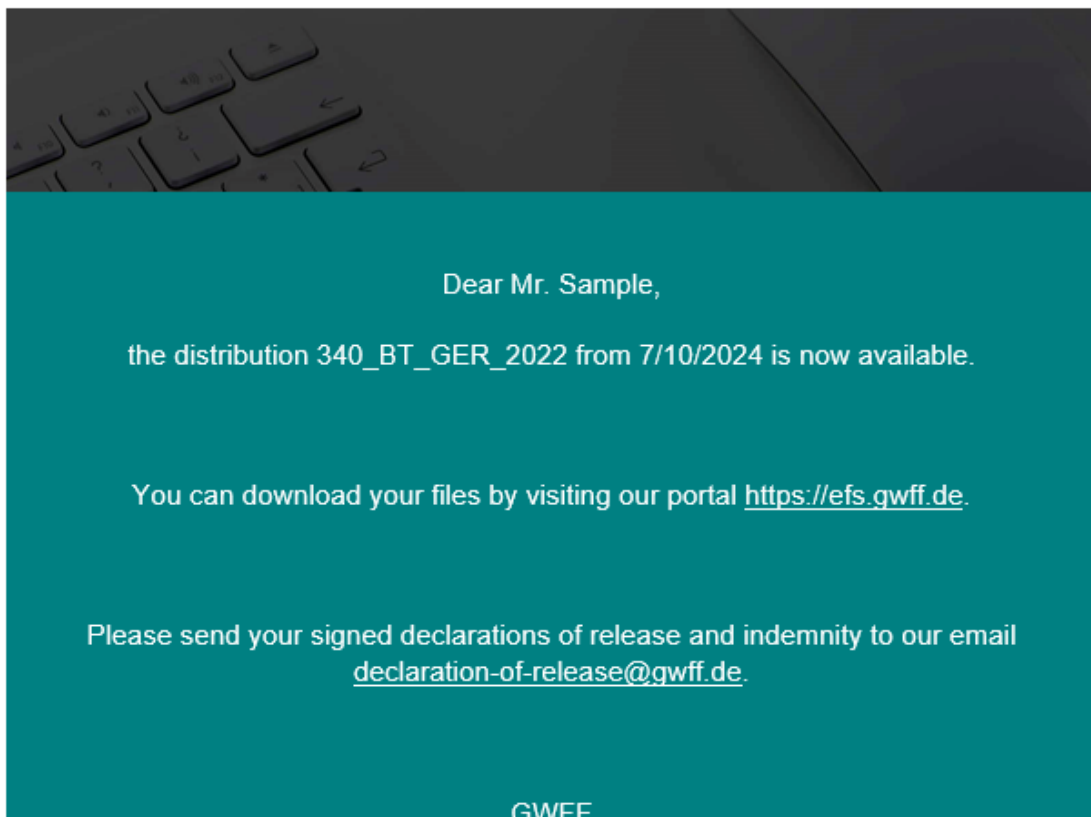 Dear Mr. Sample,
the distribution 340_BT_GER_2022 from 7/10/2024 is now available.
You can download your files by visiting our portal https://efs.gwff.de.
Please send your signed declarations of release and indemnity to our email
declaration-of-release@gwff.de.
GWFF